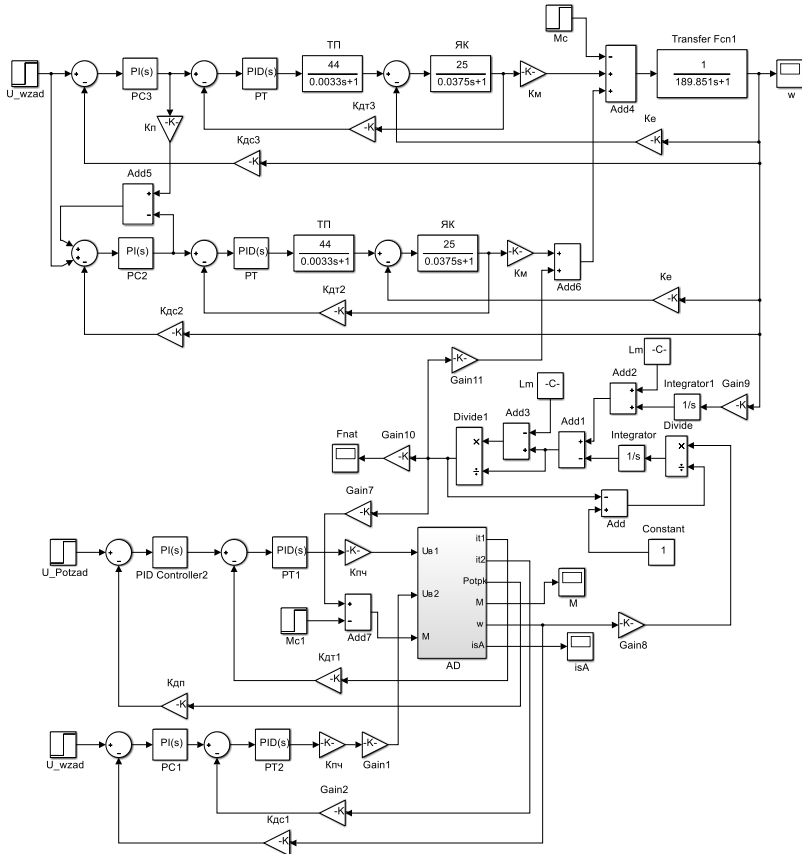 Mc
ТП
ЯК
Transfer Fcn1
U_wzad
+
−
PI(s)
PC3
+
−
PID(s)
РТ
44
0.0033s+1
+
−
25
0.0375s+1
-K-
Км
−
+
+
Add4
1
189.851s+1
w
Кп
-K-
Кдт3
-K
Ке
-K
Кдс3
-K
Add5
+
−
ТП
ЯК
+
+
−
PI(s)
PC2
+
−
PID(s)
РТ
44
0.0033s+1
+
−
25
0.0375s+1
-K-
Км
+
+
Add6
Кдт2
-K
Ке
-K
Кдс2
-K
-K-
Gain11
Lm
-C-
Lm
-C-
Add2
+
+
Integrator1
1/s
Gain9
-K
Divide1
×
÷
Add3
−
+
Add1
+
−
Integrator
1/s
Divide
×
÷
Fnat
Gain10
-K
Gain7
-K
−
+
Add
Constant
1
U_Potzad
+
−
PI(s)
PID Controller2
+
−
PID(s)
PT1
-K-
Кпч
Uв1
Uв2
M
it1
it2
Potpk
M
w
isA
AD
M
isA
Mc1
+
−
Add7
-K-
Gain8
Кдт1
-K
Кдп
-K
U_wzad
+
−
PI(s)
PC1
+
−
PID(s)
PT2
-K-
Кпч
-K-
Gain1
Gain2
-K
Кдс1
-K